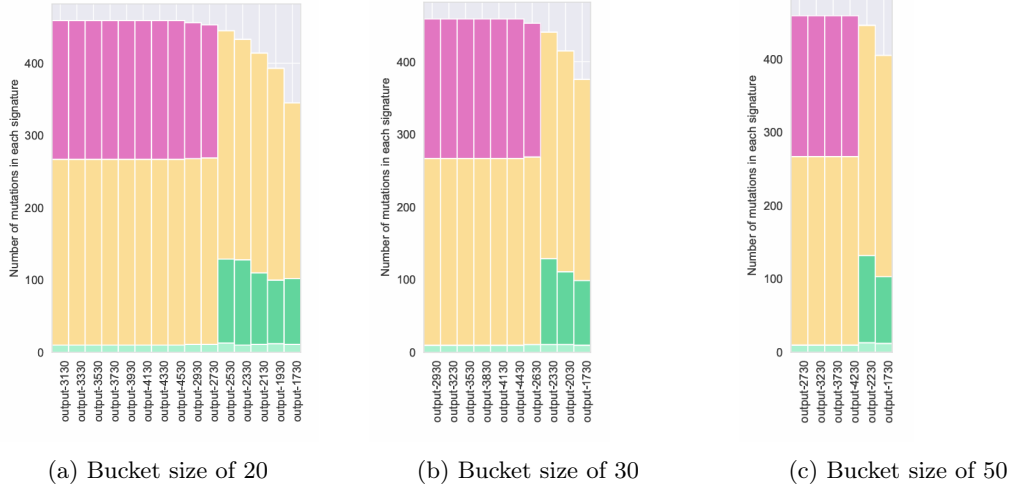 Number of mutations in each signature
400
300
200
100
0
output-3130
output-3330
output-3530
output-3730
output-3930
output-4130
output-4330
output-4530
output-2930
output-2730
output-2530
output-2330
output-2130
output-1930
output-1730
(a) Bucket size of 20
Number of mutations in each signature
400
300
200
100
0
output-2930
output-3230
output-3530
output-3830
output-4130
output-4430
output-2630
output-2330
output-2030
output-1730
(b) Bucket size of 30
Number of mutations in each signature
400
300
200
100
0
output-2730
output-3230
output-3730
output-4230
output-2230
output-1730
(c) Bucket size of 50